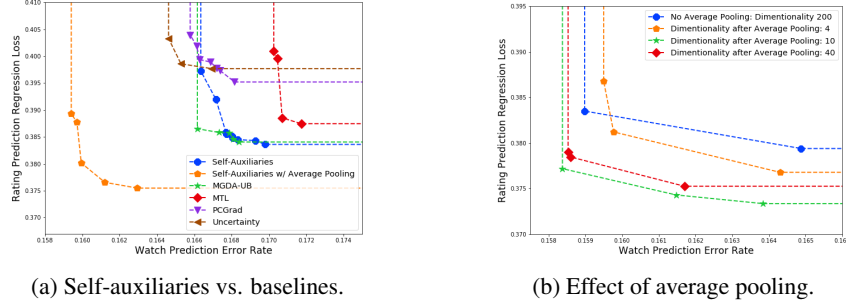 0.410
0.405
0.400
0.395
0.390
0.385
0.380
0.375
0.370
Rating Prediction Regression Loss
Self-Auxiliaries
Self-Auxiliaries w/ Average Pooling
MGDA-UB
MTL
PCGrad
Uncertainty
0.158 0.160 0.162 0.164 0.166 0.168 0.170 0.172 0.174
Watch Prediction Error Rate
(a) Self-auxiliaries vs. baselines.
0.395
0.390
0.385
0.380
0.375
0.370
Rating Prediction Regression Loss
No Average Pooling: Dimentionality 200
Dimentionality after Average Pooling: 4
Dimentionality after Average Pooling: 10
Dimentionality after Average Pooling: 40
0.158 0.159 0.160 0.161 0.162 0.163 0.164 0.165 0.16
Watch Prediction Error Rate
(b) Effect of average pooling.